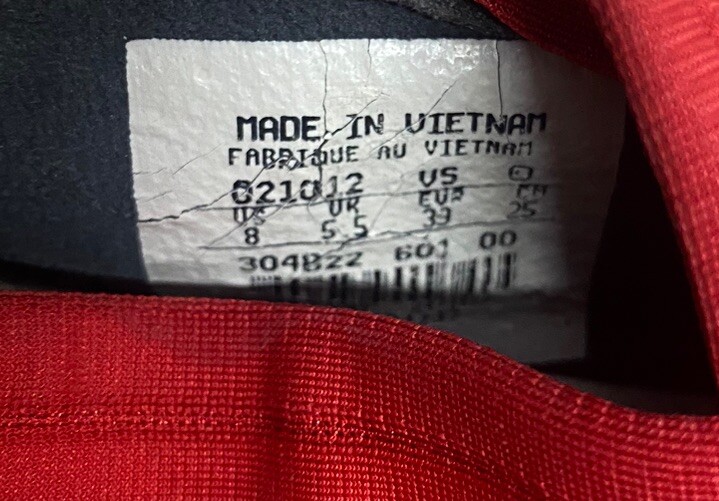 MADE IN VIETNAM
FABRIQUE AU VIETNAM
021012 VS
US UK EUR CM
8 5.5 39 25
304822 601 00